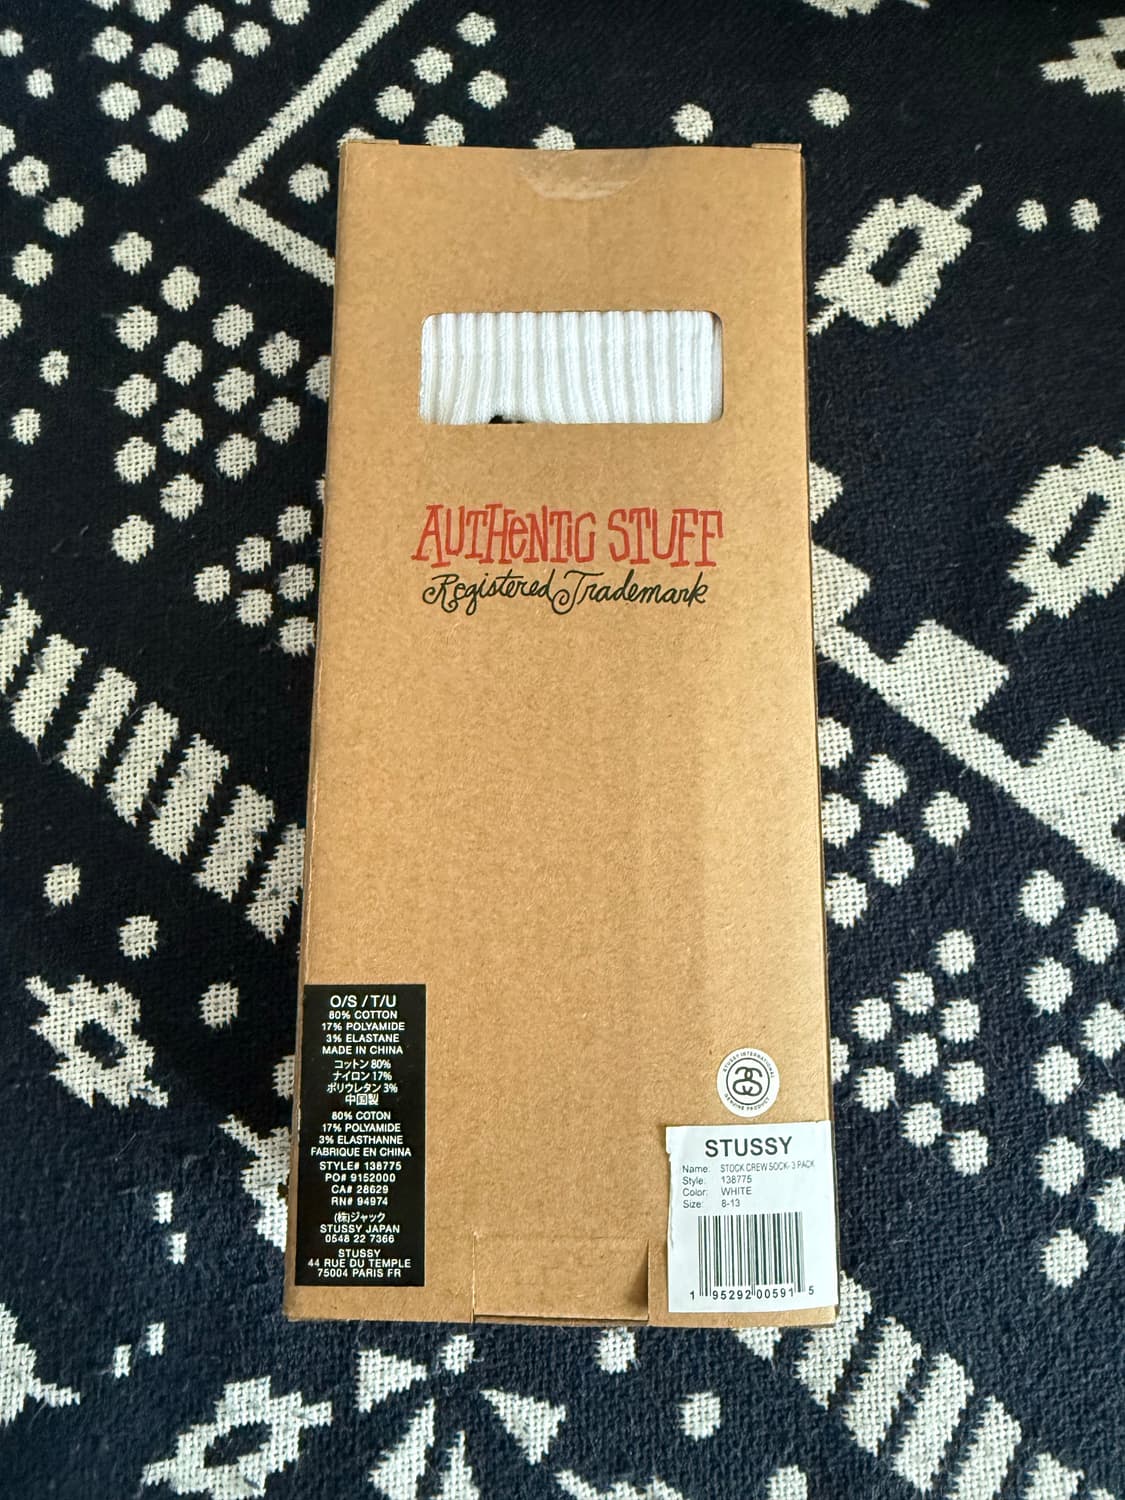 AUTHENTIC STUFF
Registered Trademark
O/S / T/U
80% COTTON
17% POLYAMIDE
3% ELASTANE
MADE IN CHINA
コットン 80%
ナイロン 17%
ポリウレタン 3%
中国製
80% COTON
17% POLYAMIDE
3% ELASTHANNE
FABRIQUE EN CHINA
STYLE# 138775
PO# 9152000
CA# 28629
RN# 94974
(株)ジャック
STUSSY JAPAN
0548 22 7366
STUSSY
44 RUE DU TEMPLE
75004 PARIS FR
STUSSY INTERNATIONAL
GENUINE PRODUCT
STUSSY
Name: STOCK CREW SOCK- 3 PACK
Style: 138775
Color: WHITE
Size: 8-13
1 95292 00591 5